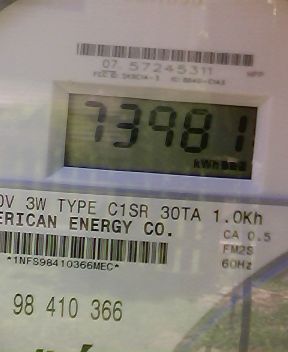 07 57245311
73981
kWh
0V 3W TYPE C1SR 30TA 1.0Kh
ERICAN ENERGY CO.
CA 0.5
FM2S
60Hz
*1NFS98410366MEC*
98 410 366